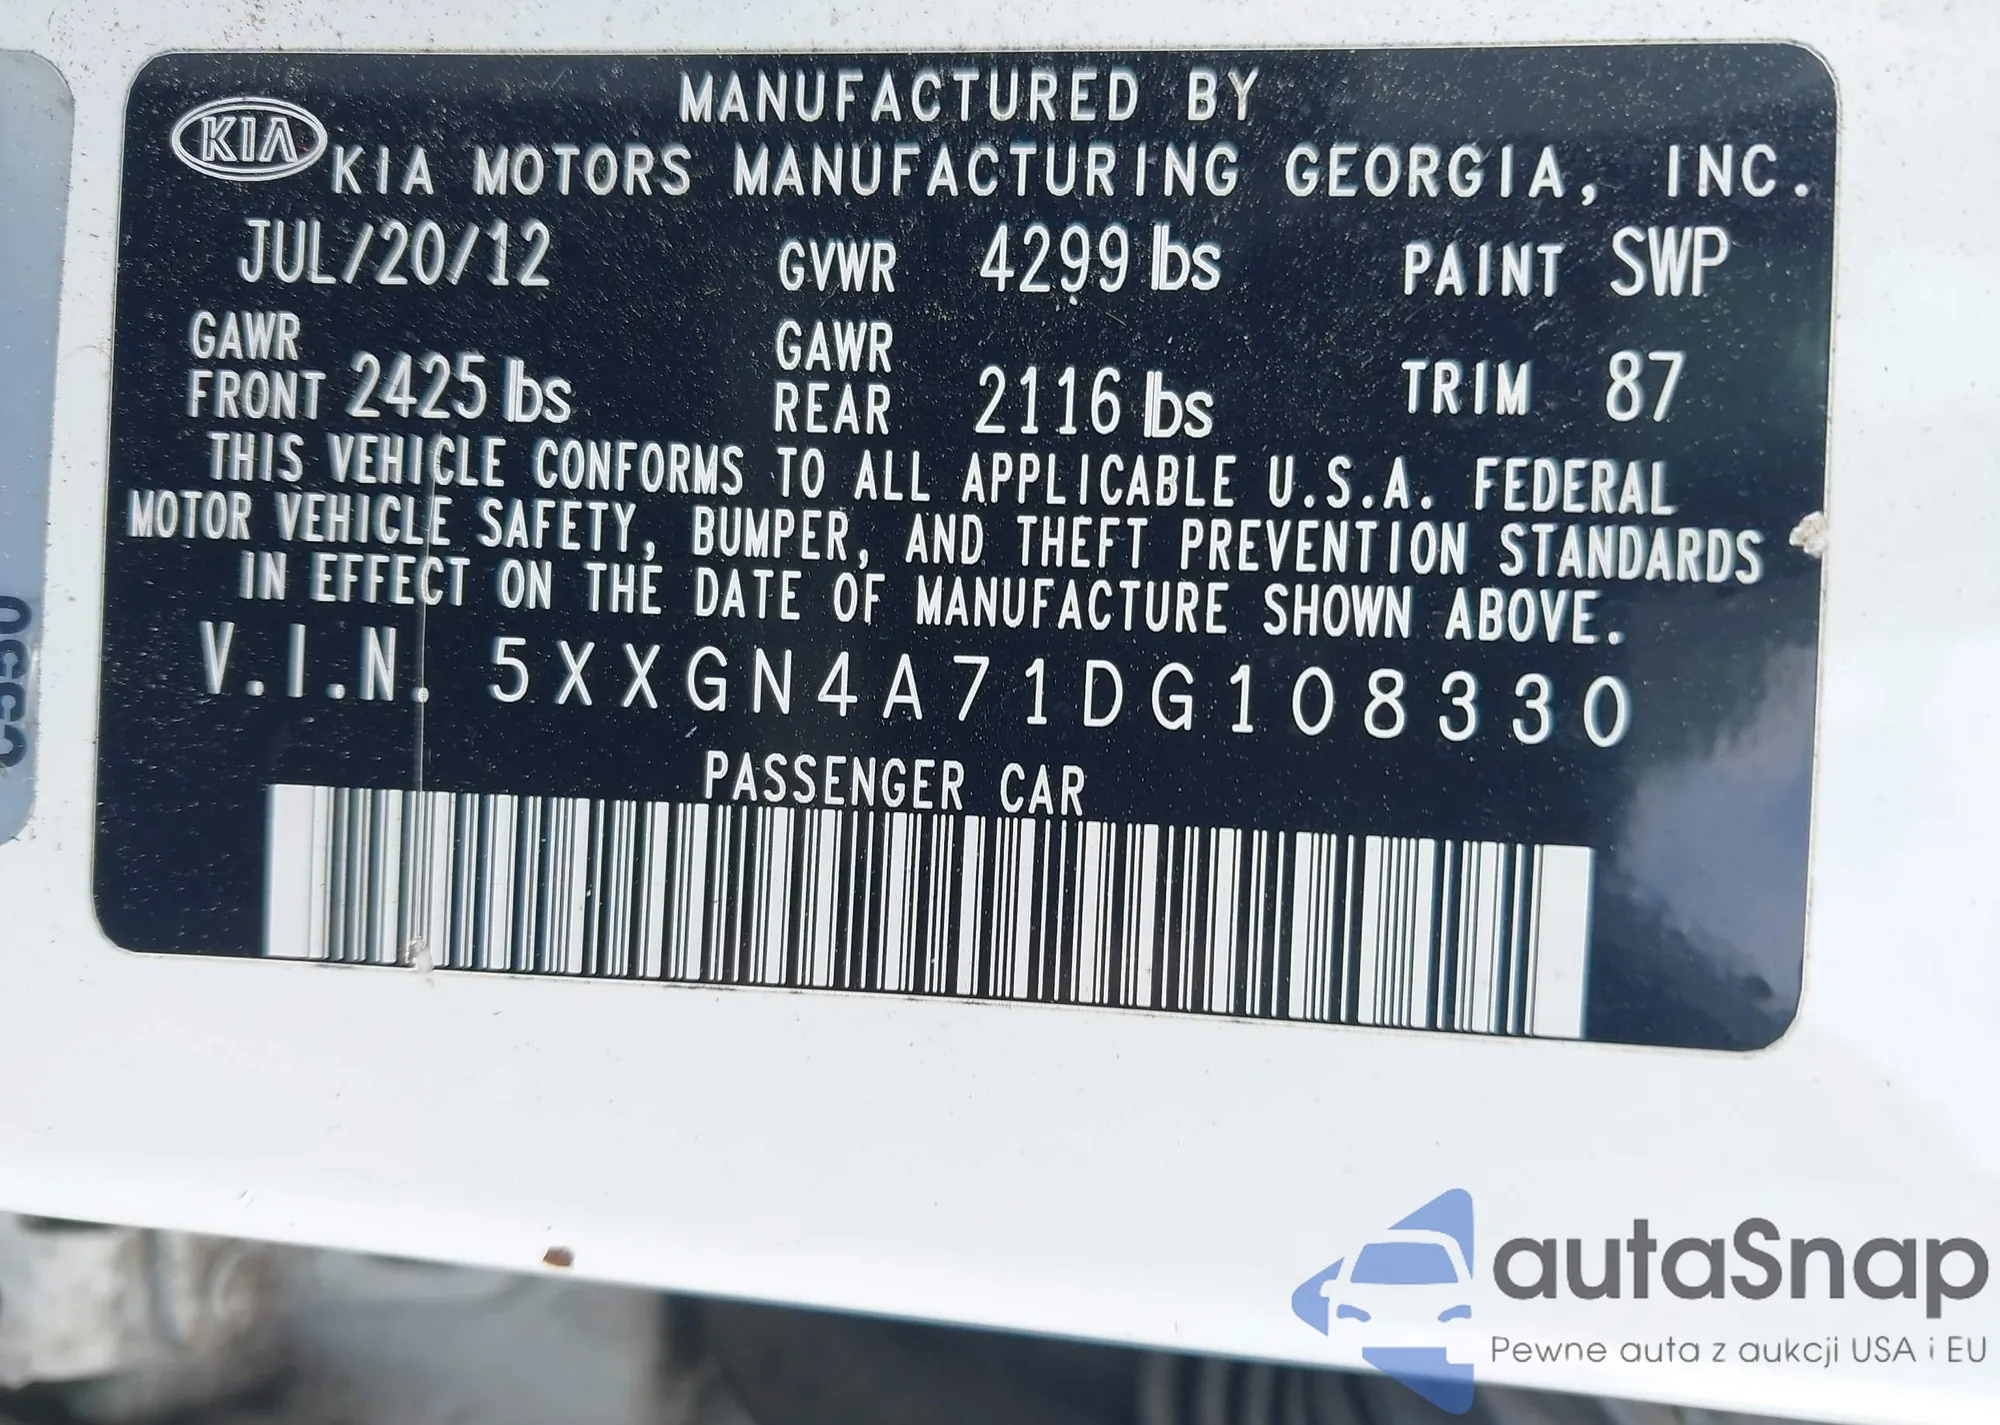 MANUFACTURED BY
KIA KIA MOTORS MANUFACTURING GEORGIA, INC.
JUL/20/12 GVWR 4299 lbs PAINT SWP
GAWR FRONT 2425 lbs GAWR REAR 2116 lbs TRIM 87
THIS VEHICLE CONFORMS TO ALL APPLICABLE U.S.A. FEDERAL
MOTOR VEHICLE SAFETY, BUMPER, AND THEFT PREVENTION STANDARDS
IN EFFECT ON THE DATE OF MANUFACTURE SHOWN ABOVE.
V.I.N. 5XXGN4A71DG108330
PASSENGER CAR
autaSnap
Pewne auta z aukcji USA i EU